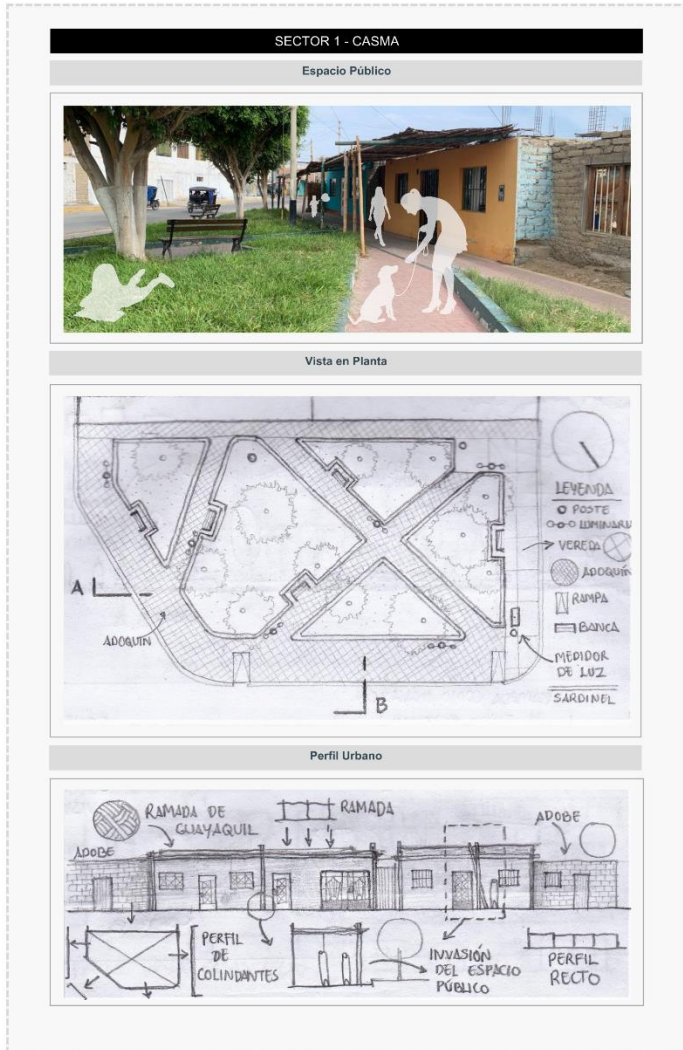 SECTOR 1 - CASMA
Espacio Público
Vista en Planta
LEYENDA
POSTE
LUMINARI
VEREDA
ADOQUÍN
RAMPA
BANCA
MEDIDOR
DE LUZ
SARDINEL
A
ADOQUÍN
B
Perfil Urbano
RAMADA DE
GUAYAQUIL
RAMADA
ADOBE
ADOBE
PERFIL
DE
COLINDANTES
INVASIÓN
DEL ESPACIO
PÚBLICO
PERFIL
RECTO